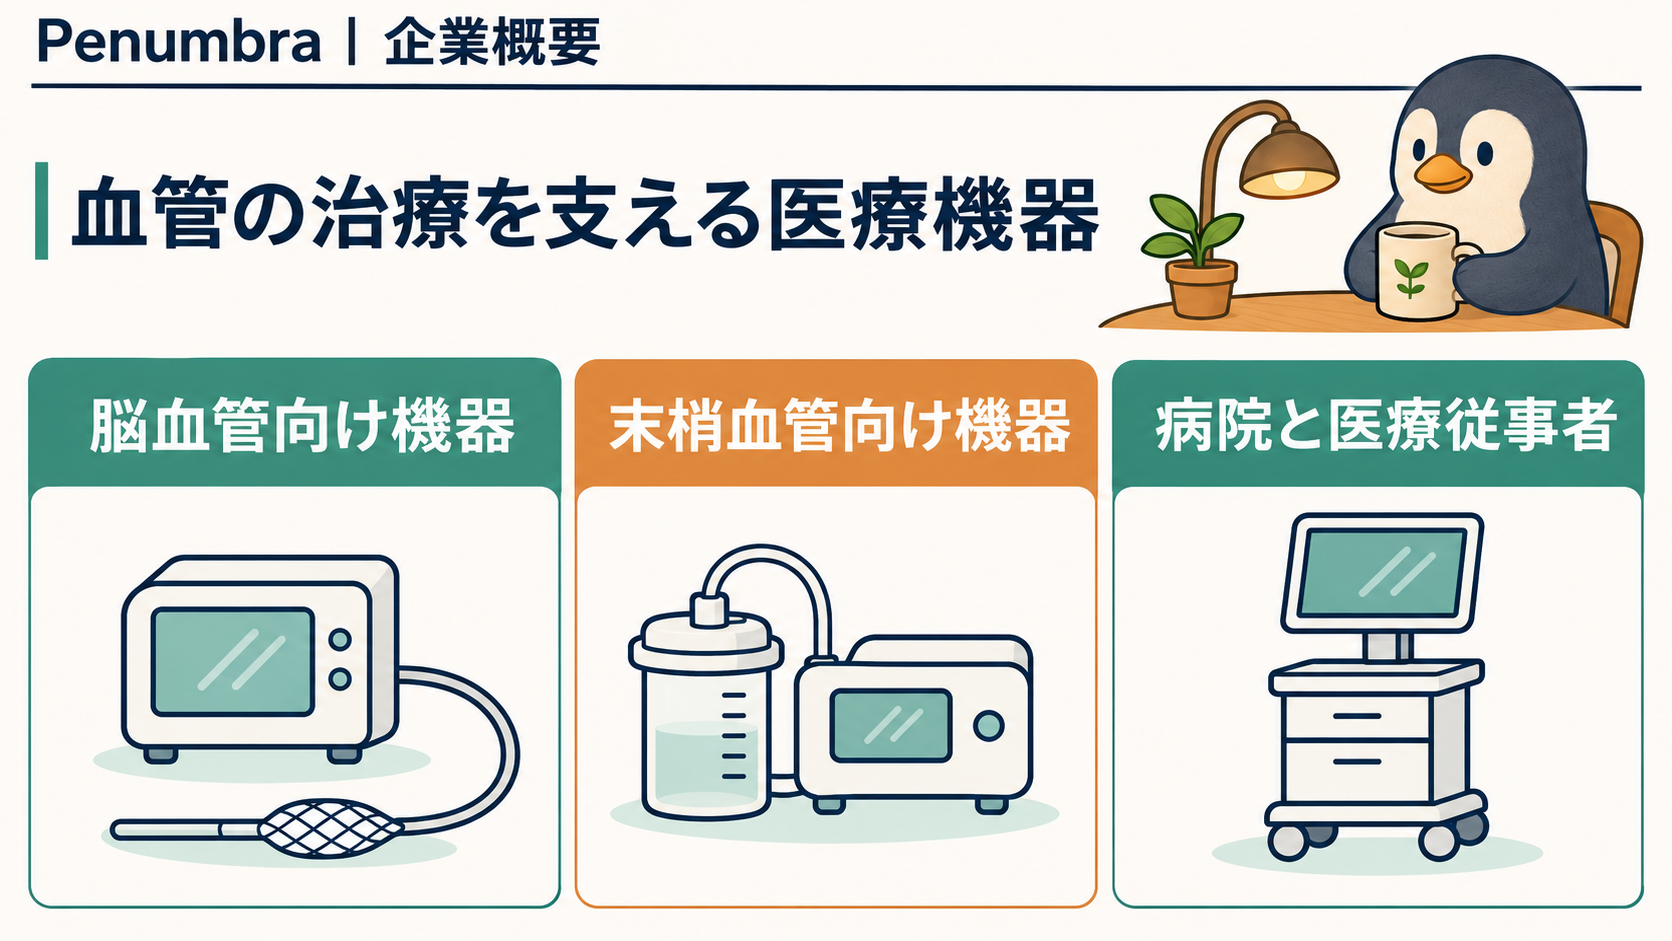 Penumbra | 企業概要
血管の治療を支える医療機器
脳血管向け機器
末梢血管向け機器
病院と医療従事者